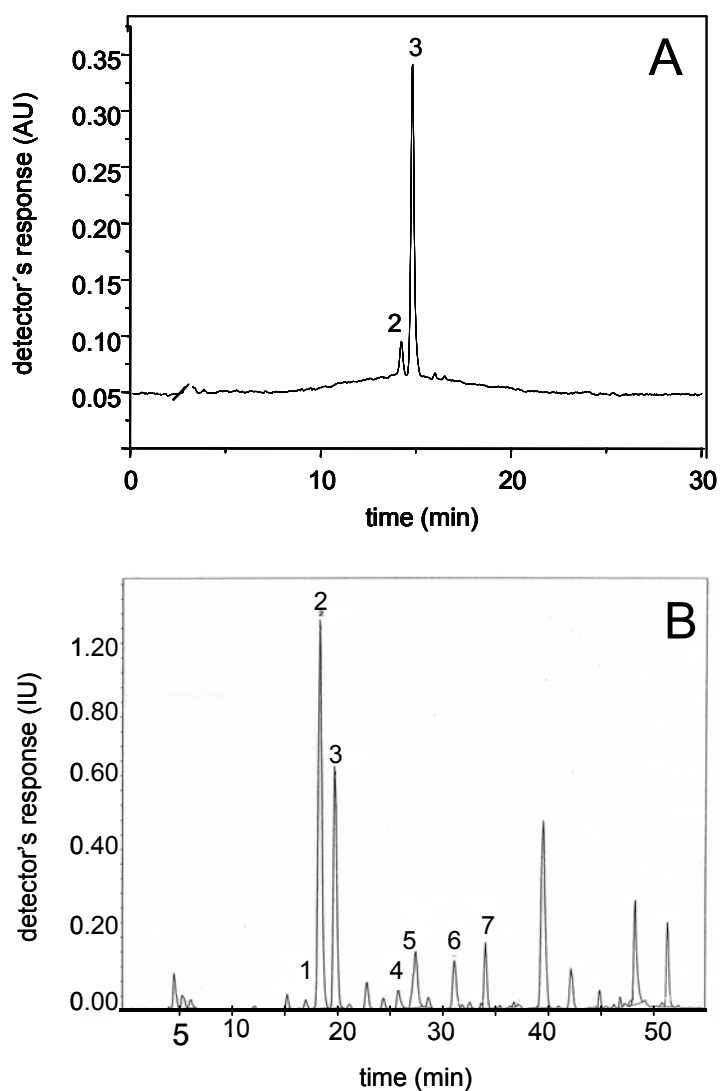 A
3
2
detector´s response (AU)
0.35
0.30
0.25
0.20
0.15
0.10
0.05
0 10 20 30
time (min)
B
2
3
1
4
5
6
7
detector's response (IU)
1.20
0.80
0.60
0.40
0.20
0.00
5 10 20 30 40 50
time (min)